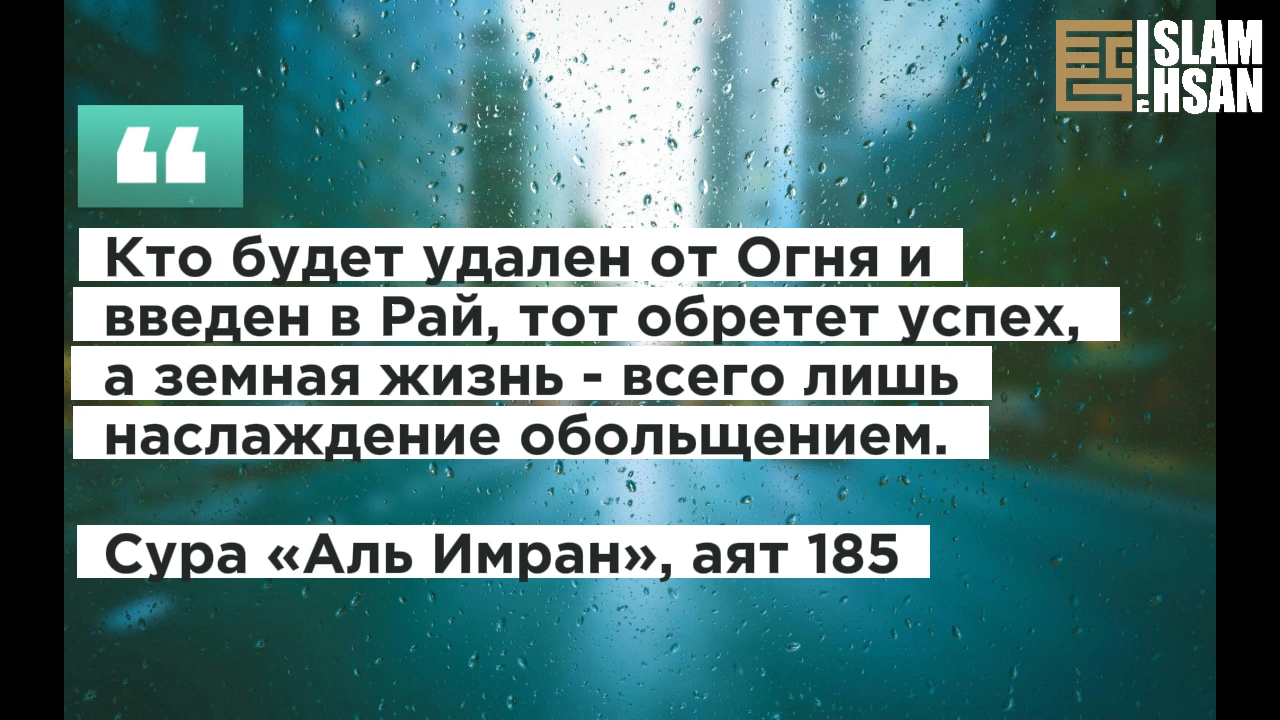 ISLAM
e IHSAN
“
Кто будет удален от Огня и
введен в Рай, тот обретет успех,
а земная жизнь - всего лишь
наслаждение обольщением.
Сура «Аль Имран», аят 185